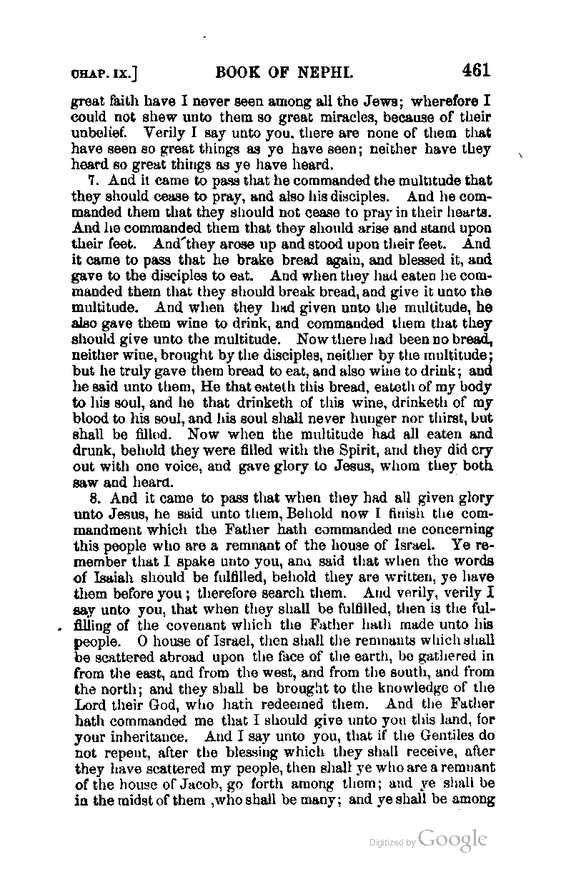 CHAP. IX.] BOOK OF NEPHI. 461
great faith have I never seen among all the Jews; wherefore I
could not shew unto them so great miracles, because of their
unbelief. Verily I say unto you, there are none of them that
have seen so great things as ye have seen; neither have they
heard so great things as ye have heard.
7. And it came to pass that he commanded the multitude that
they should cease to pray, and also his disciples. And he com-
manded them that they should not cease to pray in their hearts.
And he commanded them that they should arise and stand upon
their feet. And they arose up and stood upon their feet. And
it came to pass that he brake bread again, and blessed it, and
gave to the disciples to eat. And when they had eaten he com-
manded them that they should break bread, and give it unto the
multitude. And when they had given unto the multitude, he
also gave them wine to drink, and commanded them that they
should give unto the multitude. Now there had been no bread,
neither wine, brought by the disciples, neither by the multitude;
but he truly gave them bread to eat, and also wine to drink; and
he said unto them, He that eateth this bread, eateth of my body
to his soul, and he that drinketh of this wine, drinketh of my
blood to his soul, and his soul shall never hunger nor thirst, but
shall be filled. Now when the multitude had all eaten and
drunk, behold they were filled with the Spirit, and they did cry
out with one voice, and gave glory to Jesus, whom they both
saw and heard.
8. And it came to pass that when they had all given glory
unto Jesus, he said unto them, Behold now I finish the com-
mandment which the Father hath commanded me concerning
this people who are a remnant of the house of Israel. Ye re-
member that I spake unto you, and said that when the words
of Isaiah should be fulfilled, behold they are written, ye have
them before you; therefore search them. And verily, verily I
say unto you, that when they shall be fulfilled, then is the ful-
filling of the covenant which the Father hath made unto his
people. O house of Israel, then shall the remnants which shall
be scattered abroad upon the face of the earth, be gathered in
from the east, and from the west, and from the south, and from
the north; and they shall be brought to the knowledge of the
Lord their God, who hath redeemed them. And the Father
hath commanded me that I should give unto you this land, for
your inheritance. And I say unto you, that if the Gentiles do
not repent, after the blessing which they shall receive, after
they have scattered my people, then shall ye who are a remnant
of the house of Jacob, go forth among them; and ye shall be
in the midst of them ,who shall be many; and ye shall be among
Digitized by Google